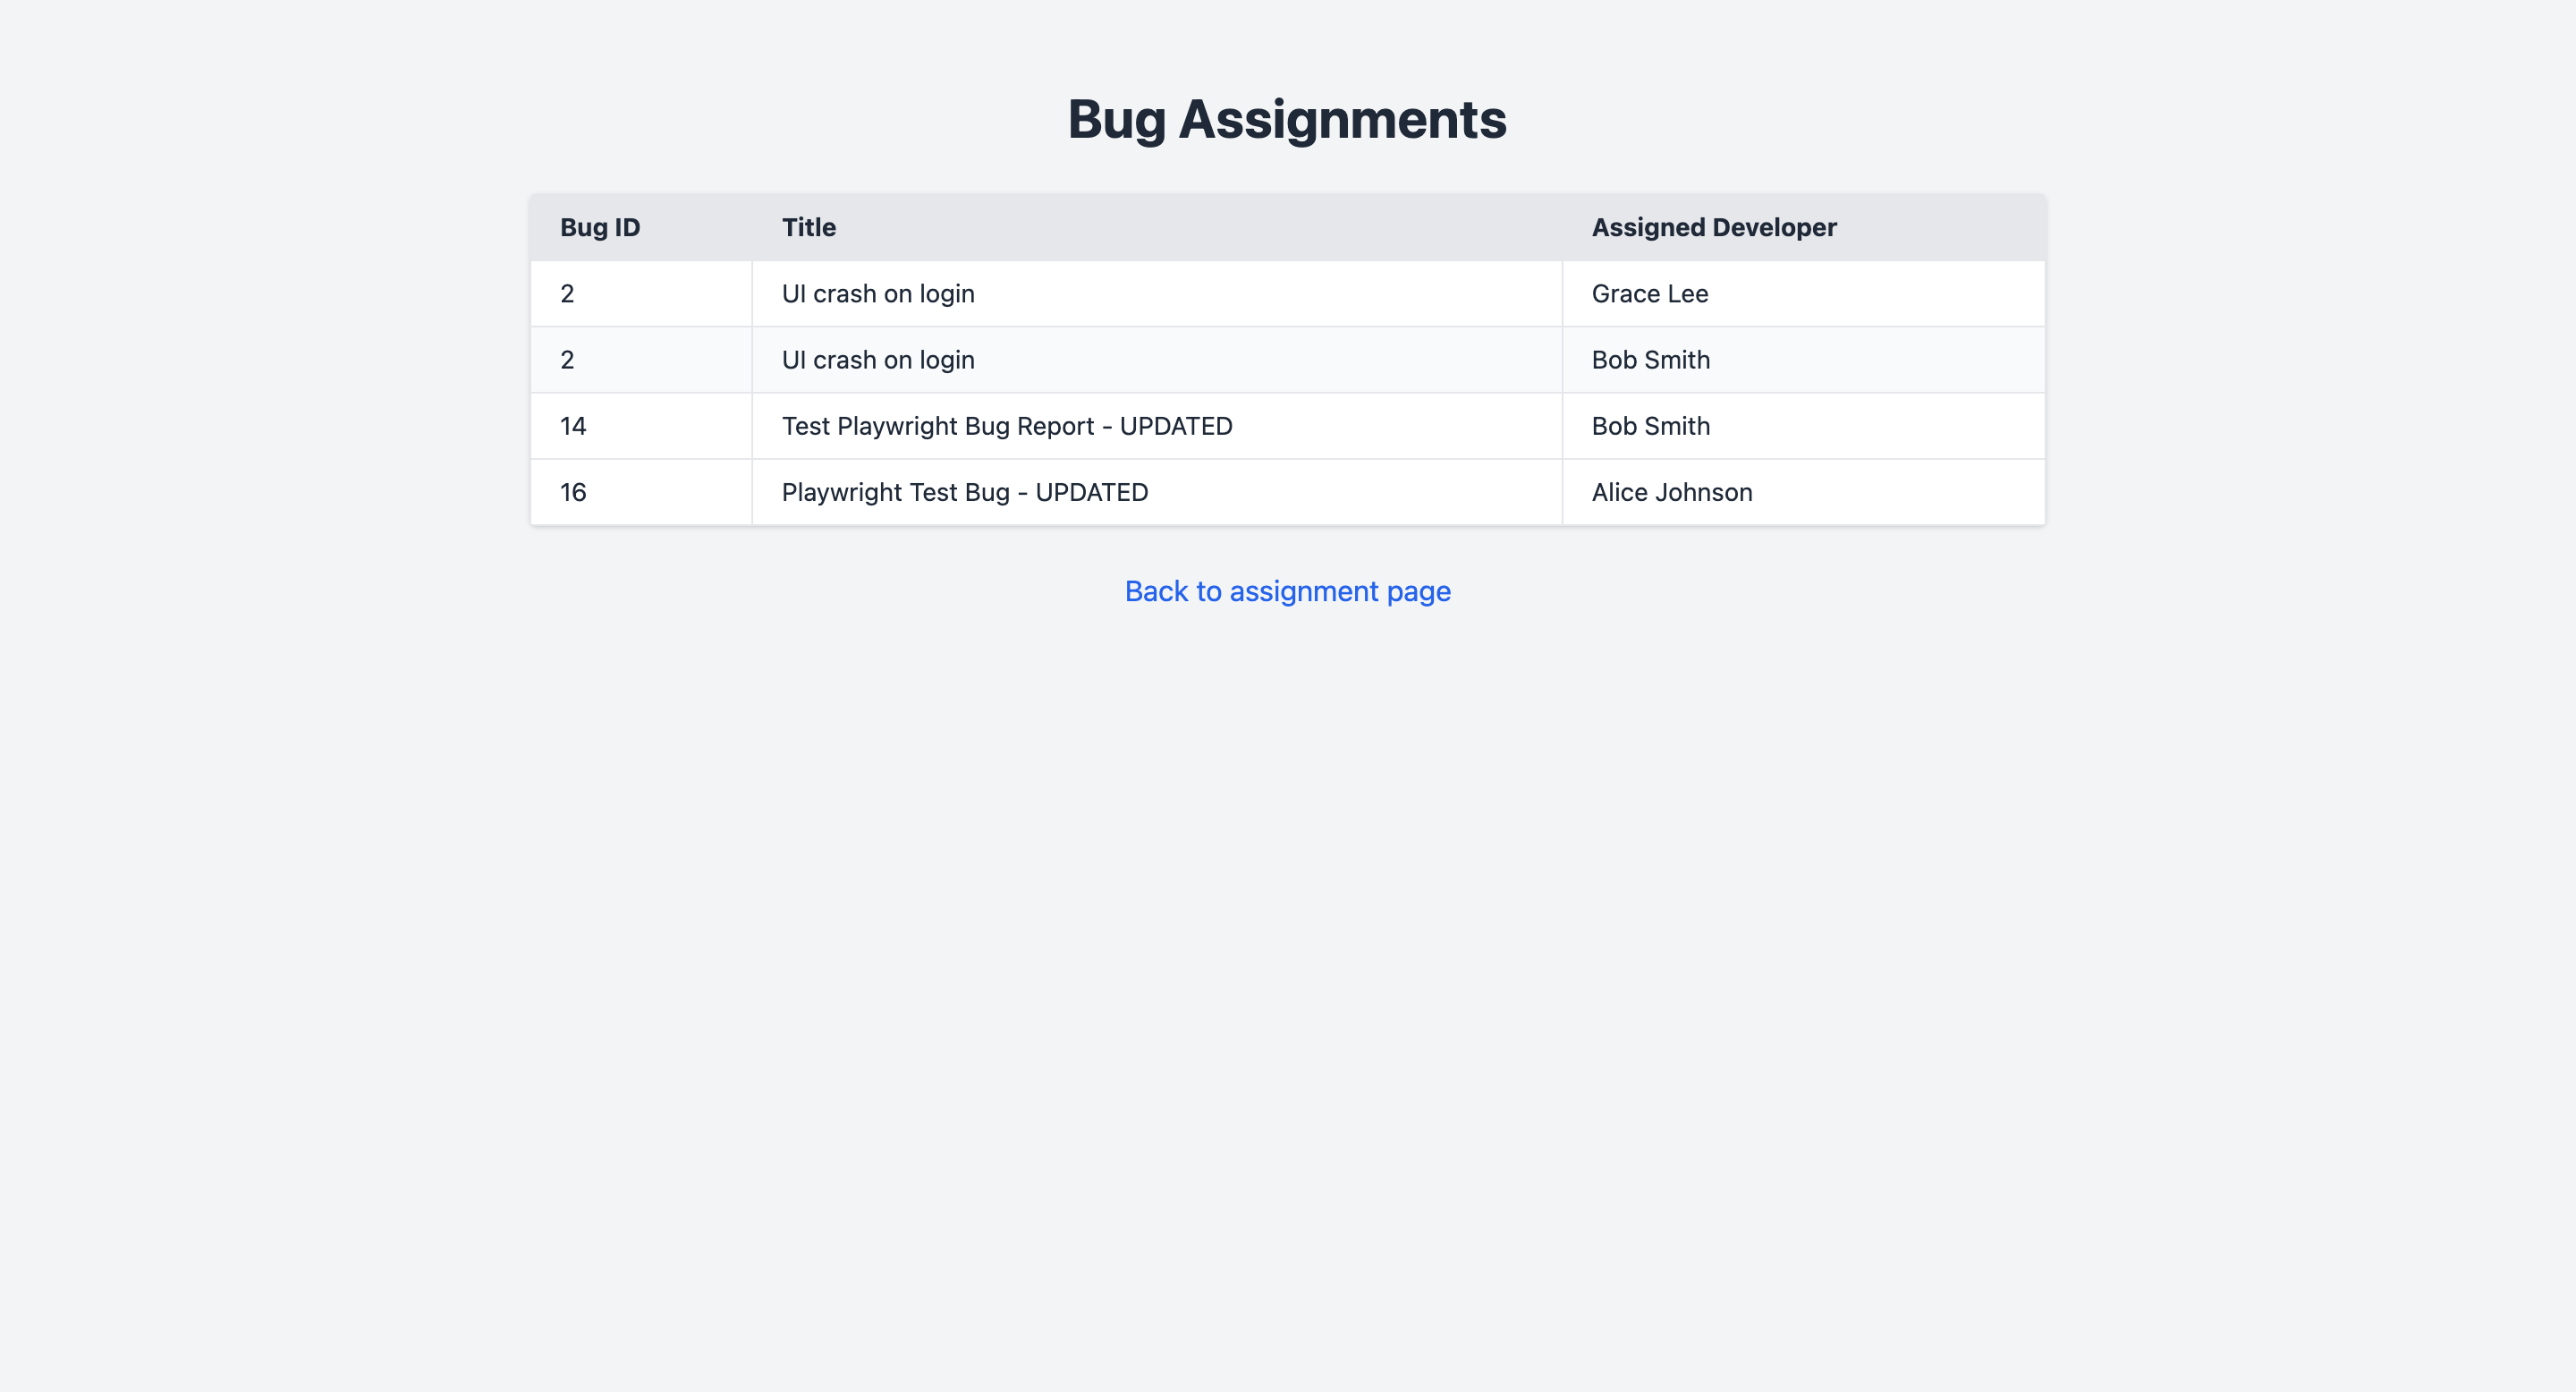 Bug Assignments
Bug ID Title Assigned Developer
2 UI crash on login Grace Lee
2 UI crash on login Bob Smith
14 Test Playwright Bug Report - UPDATED Bob Smith
16 Playwright Test Bug - UPDATED Alice Johnson
Back to assignment page